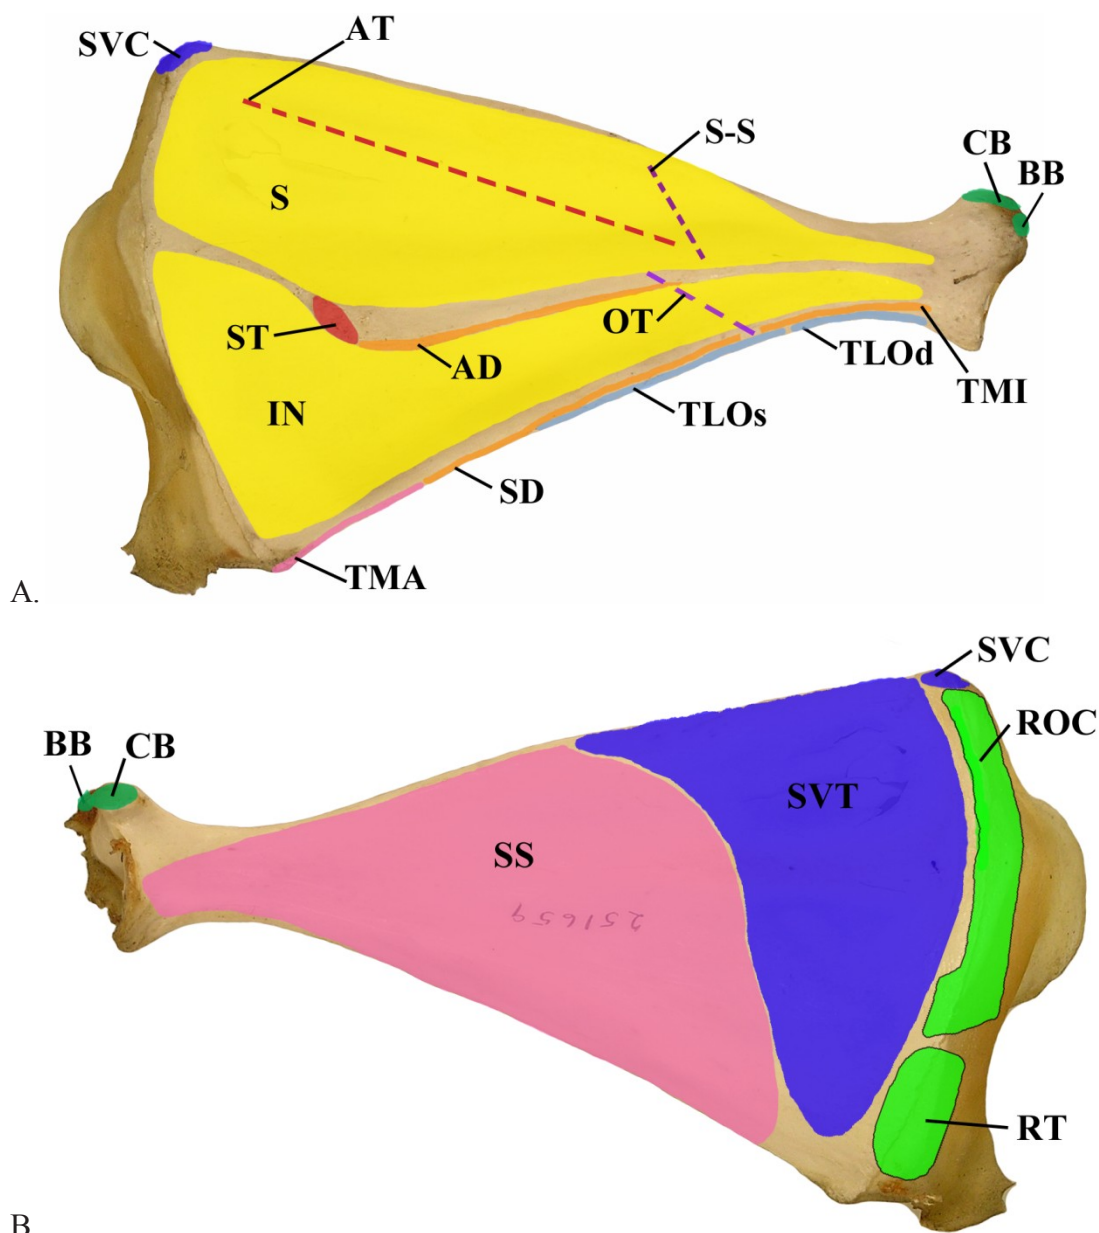 SVC
AT
S-S
CB
BB
S
ST
AD
OT
TLOd
TMI
IN
TLOs
SD
TMA
A.
SVC
ROC
BB CB
SVT
SS
251659
RT
B